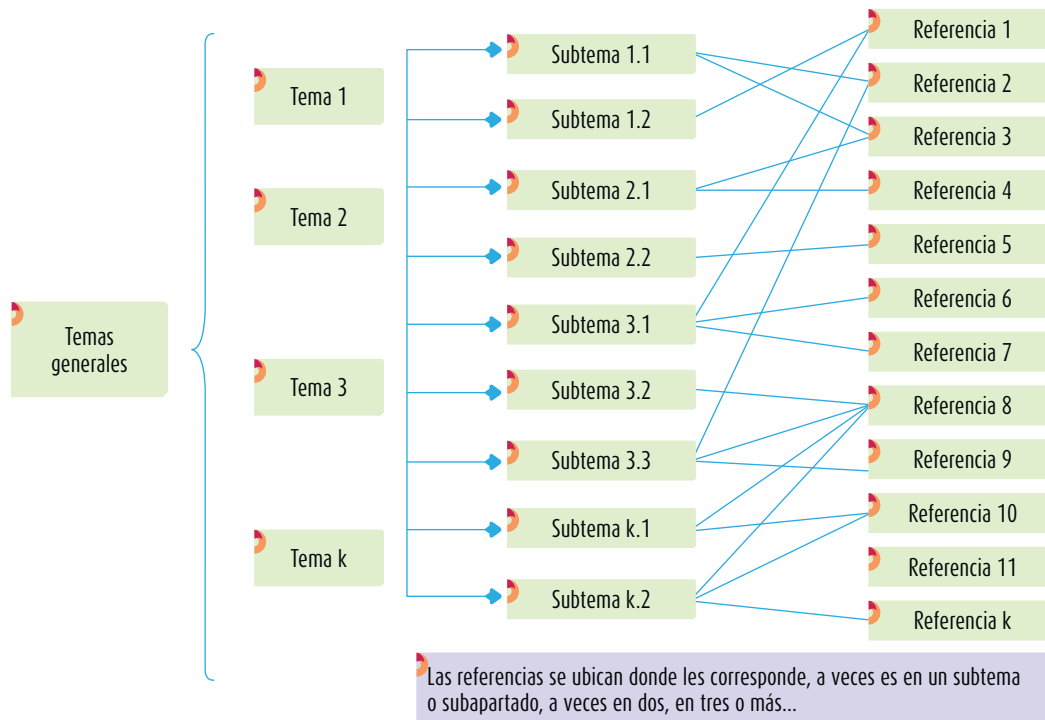 Temas
generales
Tema 1
Tema 2
Tema 3
Tema k
Subtema 1.1
Subtema 1.2
Subtema 2.1
Subtema 2.2
Subtema 3.1
Subtema 3.2
Subtema 3.3
Subtema k.1
Subtema k.2
Referencia 1
Referencia 2
Referencia 3
Referencia 4
Referencia 5
Referencia 6
Referencia 7
Referencia 8
Referencia 9
Referencia 10
Referencia 11
Referencia k
Las referencias se ubican donde les corresponde, a veces es en un subtema
o subapartado, a veces en dos, en tres o más...